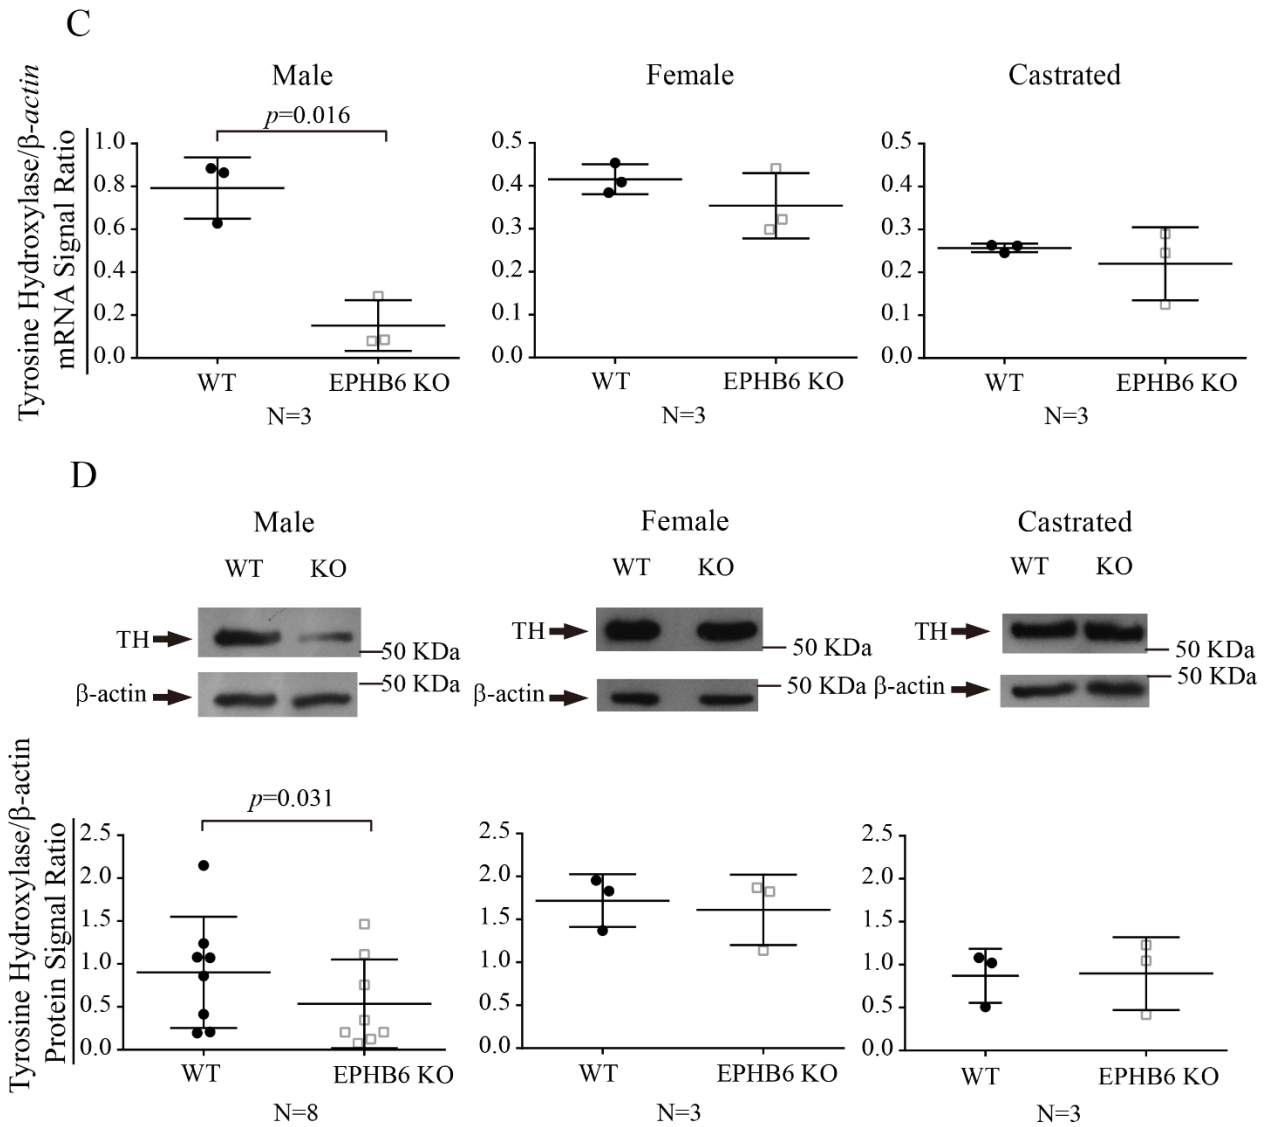 C
Male
Female
Castrated
Tyrosine Hydroxylase/β-actin
mRNA Signal Ratio
p=0.016
1.0
0.8
0.6
0.4
0.2
0.0
WT
EPHB6 KO
N=3
0.5
0.4
0.3
0.2
0.1
0.0
WT
EPHB6 KO
N=3
0.5
0.4
0.3
0.2
0.1
0.0
WT
EPHB6 KO
N=3
D
Male
WT KO
TH
50 KDa
50 KDa
β-actin
Female
WT KO
TH
50 KDa
50 KDa
β-actin
Castrated
WT KO
TH
50 KDa
50 KDa
β-actin
Tyrosine Hydroxylase/β-actin
Protein Signal Ratio
p=0.031
2.5
2.0
1.5
1.0
0.5
0.0
WT
EPHB6 KO
N=8
2.5
2.0
1.5
1.0
0.5
0.0
WT
EPHB6 KO
N=3
2.5
2.0
1.5
1.0
0.5
0.0
WT
EPHB6 KO
N=3